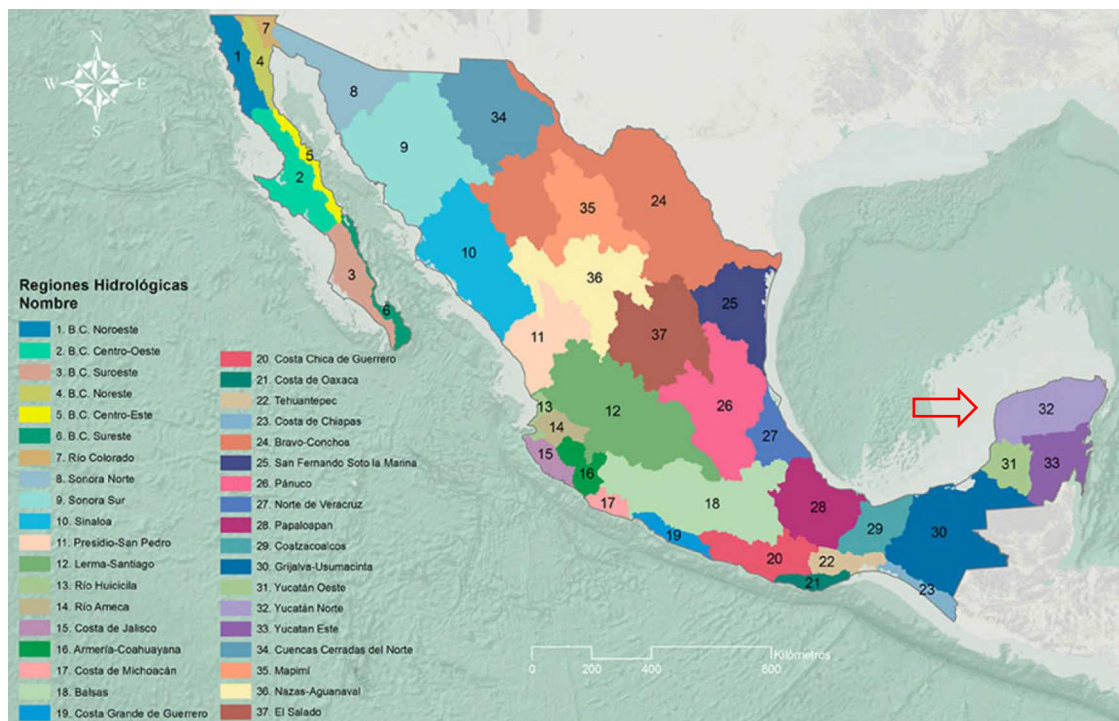 N
W E
S
7
1
4
8
34
9
5
2
35
24
10
36
3
6
25
11
37
32
13
12
26
14
27
31
33
15
16
28
17
18
29
30
19
20
22
21
23
Regiones Hidrológicas
Nombre
1. B.C. Noroeste
2. B.C. Centro-Oeste
3. B.C. Suroeste
4. B.C. Noreste
5. B.C. Centro-Este
6. B.C. Sureste
7. Río Colorado
8. Sonora Norte
9. Sonora Sur
10. Sinaloa
11. Presidio-San Pedro
12. Lerma-Santiago
13. Río Huicicila
14. Río Ameca
15. Costa de Jalisco
16. Armería-Coahuayana
17. Costa de Michoacán
18. Balsas
19. Costa Grande de Guerrero
20. Costa Chica de Guerrero
21. Costa de Oaxaca
22. Tehuantepec
23. Costa de Chiapas
24. Bravo-Conchoa
25. San Fernando Soto la Marina
26. Pánuco
27. Norte de Veracruz
28. Papaloapan
29. Coatzacoalcos
30. Grijalva-Usumacinta
31. Yucatán Oeste
32. Yucatán Norte
33. Yucatan Este
34. Cuencas Cerradas del Norte
35. Mapimí
36. Nazas-Aguanaval
37. El Salado
Kilómetros
0 200 400 800